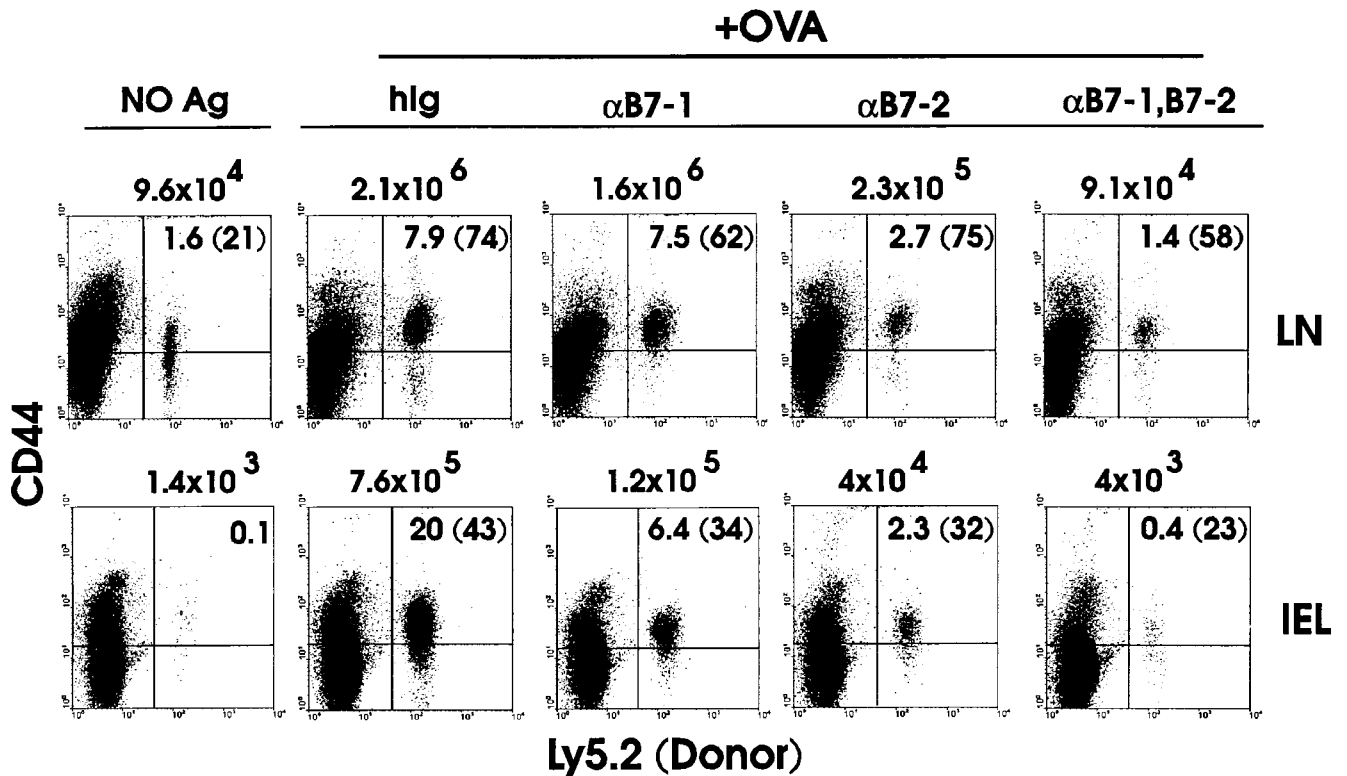 +OVA
NO Ag hIg αB7-1 αB7-2 αB7-1,B7-2
9.6x10^4 2.1x10^6 1.6x10^6 2.3x10^5 9.1x10^4
1.6 (21) 7.9 (74) 7.5 (62) 2.7 (75) 1.4 (58)
LN
CD44
1.4x10^3 7.6x10^5 1.2x10^5 4x10^4 4x10^3
0.1 20 (43) 6.4 (34) 2.3 (32) 0.4 (23)
IEL
Ly5.2 (Donor)